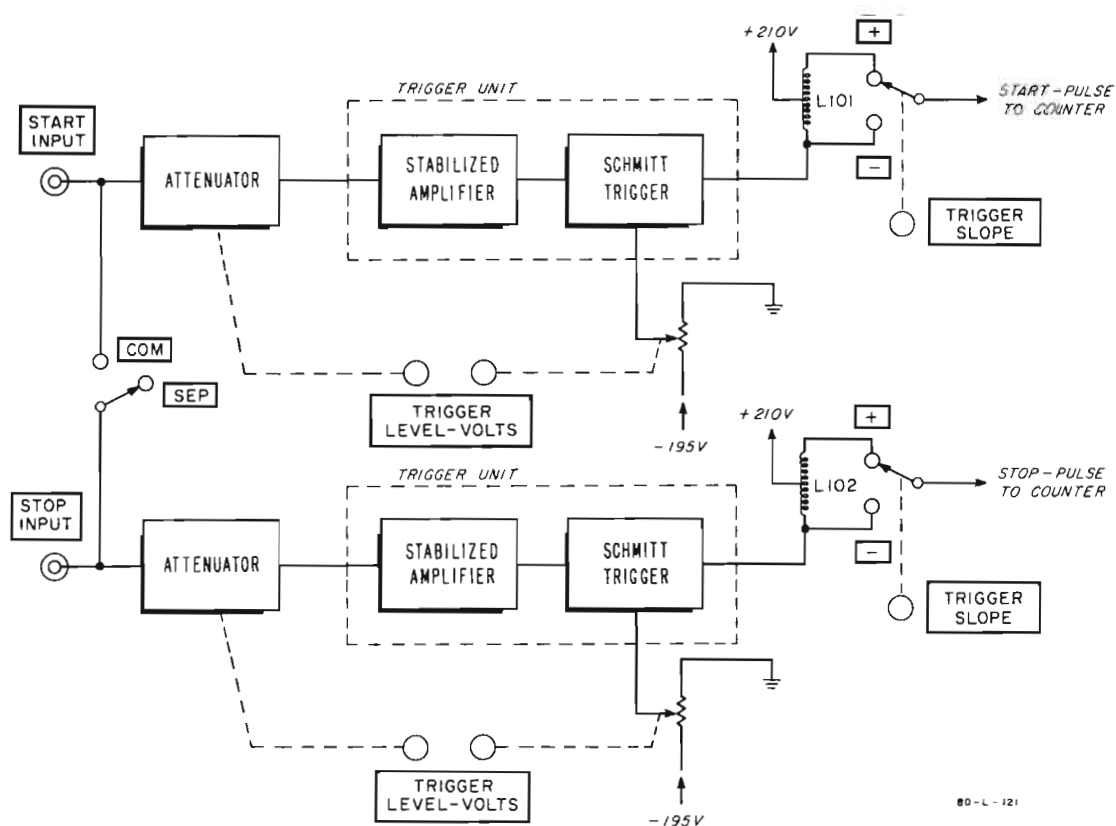 +210V
+
TRIGGER UNIT
START
INPUT
ATTENUATOR
STABILIZED
AMPLIFIER
SCHMITT
TRIGGER
L101
START-PULSE
TO COUNTER
−
TRIGGER
SLOPE
COM
SEP
TRIGGER
LEVEL-VOLTS
−195V
+210V
+
TRIGGER UNIT
STOP
INPUT
ATTENUATOR
STABILIZED
AMPLIFIER
SCHMITT
TRIGGER
L102
STOP-PULSE
TO COUNTER
−
TRIGGER
SLOPE
TRIGGER
LEVEL-VOLTS
−195V
BD-L-121